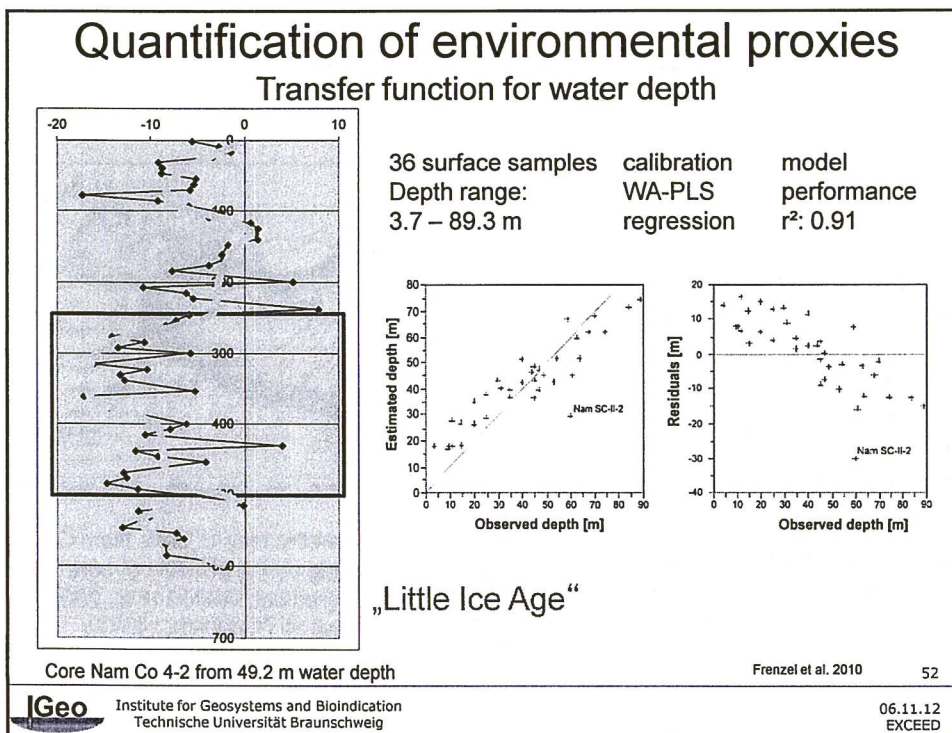 Quantification of environmental proxies
Transfer function for water depth
-20 -10 0 10
0
100
200
300
400
700
36 surface samples calibration model
Depth range: WA-PLS performance
3.7 – 89.3 m regression r²: 0.91
Estimated depth [m]
80
70
60
50
40
30
20
10
0
Nam SC-II-2
0 10 20 30 40 50 60 70 80 90
Observed depth [m]
Residuals [m]
20
10
0
-10
-20
-30
-40
Nam SC-II-2
0 10 20 30 40 50 60 70 80 90
Observed depth [m]
„Little Ice Age“
Core Nam Co 4-2 from 49.2 m water depth
Frenzel et al. 2010 52
IGeo
Institute for Geosystems and Bioindication
Technische Universität Braunschweig
06.11.12
EXCEED